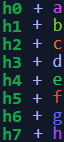 h0 + a
h1 + b
h2 + c
h3 + d
h4 + e
h5 + f
h6 + g
h7 + h